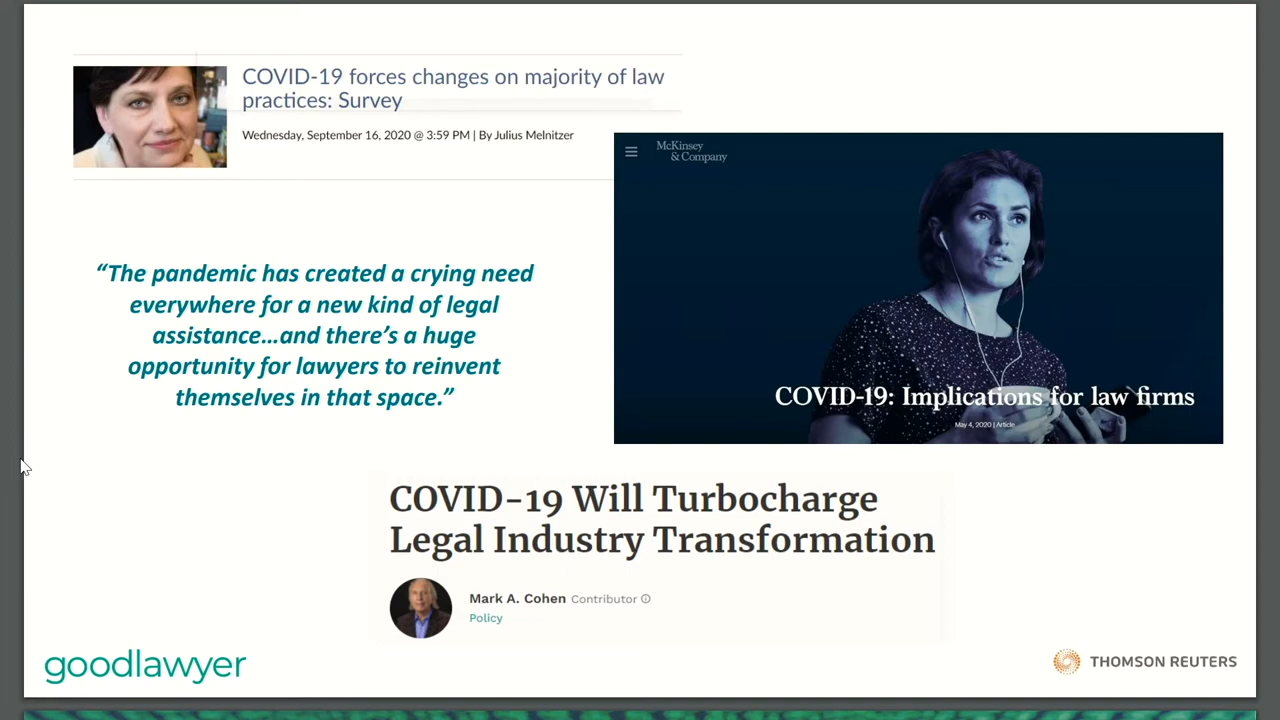 COVID-19 forces changes on majority of law
practices: Survey
Wednesday, September 16, 2020 @ 3:59 PM | By Julius Melnitzer
McKinsey
& Company
COVID-19: Implications for law firms
May 4, 2020 | Article
“The pandemic has created a crying need
everywhere for a new kind of legal
assistance…and there’s a huge
opportunity for lawyers to reinvent
themselves in that space.”
COVID-19 Will Turbocharge
Legal Industry Transformation
Mark A. Cohen Contributor
Policy
goodlawyer
THOMSON REUTERS